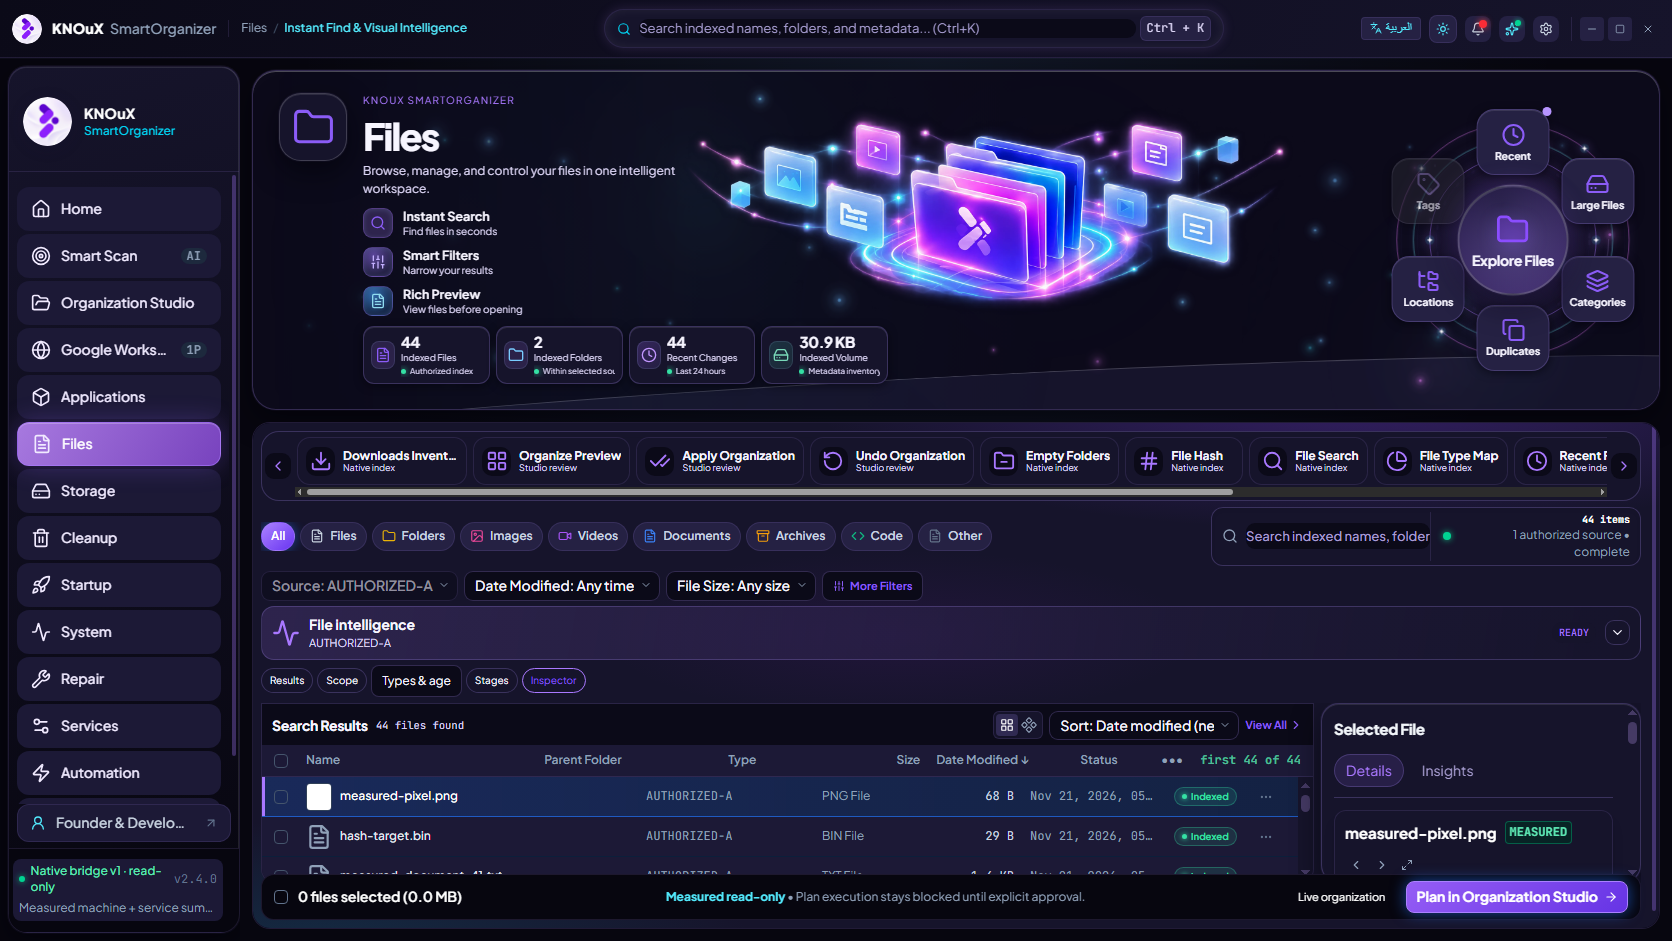 KNOuX SmartOrganizer
Files / Instant Find & Visual Intelligence
Search indexed names, folders, and metadata... (Ctrl+K)
Ctrl + K
العربية
KNOuX
SmartOrganizer
Home
Smart Scan AI
Organization Studio
Google Works... 1P
Applications
Files
Storage
Cleanup
Startup
System
Repair
Services
Automation
Founder & Develo...
Native bridge v1 · read-only
v2.4.0
Measured machine + service sum...
KNOUX SMARTORGANIZER
Files
Browse, manage, and control your files in one intelligent
workspace.
Instant Search
Find files in seconds
Smart Filters
Narrow your results
Rich Preview
View files before opening
44
Indexed Files
Authorized index
2
Indexed Folders
Within selected sou
44
Recent Changes
Last 24 hours
30.9 KB
Indexed Volume
Metadata inventory
Recent
Tags
Large Files
Explore Files
Locations
Categories
Duplicates
Downloads Invent...
Native index
Organize Preview
Studio review
Apply Organization
Studio review
Undo Organization
Studio review
Empty Folders
Native index
File Hash
Native index
File Search
Native index
File Type Map
Native index
Recent F
Native inde
All
Files
Folders
Images
Videos
Documents
Archives
Code
Other
Search indexed names, folder
44 items
1 authorized source •
complete
Source: AUTHORIZED-A
Date Modified: Any time
File Size: Any size
More Filters
File intelligence
AUTHORIZED-A
READY
Results
Scope
Types & age
Stages
Inspector
Search Results 44 files found
Sort: Date modified (ne
View All
Name Parent Folder Type Size Date Modified ↓ Status ••• first 44 of 44
measured-pixel.png AUTHORIZED-A PNG File 68 B Nov 21, 2026, 05... Indexed ...
hash-target.bin AUTHORIZED-A BIN File 29 B Nov 21, 2026, 05... Indexed ...
Selected File
Details
Insights
measured-pixel.png MEASURED
0 files selected (0.0 MB)
Measured read-only • Plan execution stays blocked until explicit approval.
Live organization
Plan in Organization Studio →